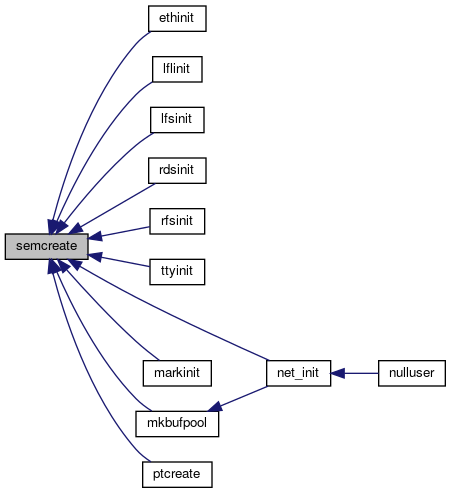 ethinit
lflinit
lfsinit
rdsinit
rfsinit
semcreate
ttyinit
markinit
net_init
nulluser
mkbufpool
ptcreate